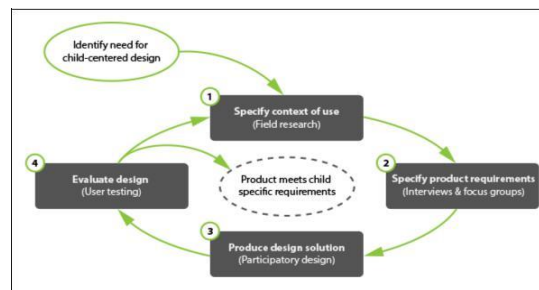 Identify need for
child-centered design
1
Specify context of use
(Field research)
2
Specify product requirements
(Interviews & focus groups)
3
Produce design solution
(Participatory design)
4
Evaluate design
(User testing)
Product meets child
specific requirements